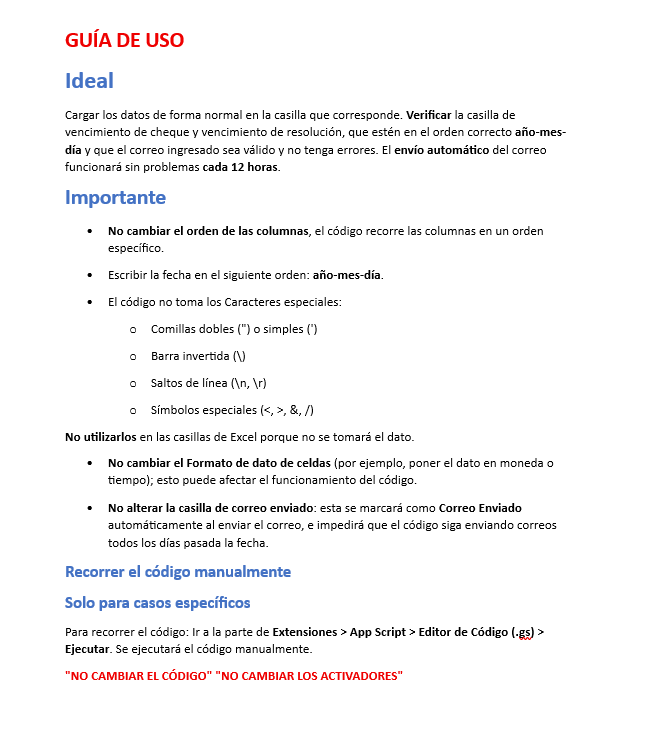 GUÍA DE USO
Ideal
Cargar los datos de forma normal en la casilla que corresponde. Verificar la casilla de
vencimiento de cheque y vencimiento de resolución, que estén en el orden correcto año-mes-
día y que el correo ingresado sea válido y no tenga errores. El envío automático del correo
funcionará sin problemas cada 12 horas.
Importante
• No cambiar el orden de las columnas, el código recorre las columnas en un orden
específico.
• Escribir la fecha en el siguiente orden: año-mes-día.
• El código no toma los Caracteres especiales:
o Comillas dobles (") o simples (')
o Barra invertida (\)
o Saltos de línea (\n, \r)
o Símbolos especiales (<, >, &, /)
No utilizarlos en las casillas de Excel porque no se tomará el dato.
• No cambiar el Formato de dato de celdas (por ejemplo, poner el dato en moneda o
tiempo); esto puede afectar el funcionamiento del código.
• No alterar la casilla de correo enviado: esta se marcará como Correo Enviado
automáticamente al enviar el correo, e impedirá que el código siga enviando correos
todos los días pasada la fecha.
Recorrer el código manualmente
Solo para casos específicos
Para recorrer el código: Ir a la parte de Extensiones > App Script > Editor de Código (.gs) >
Ejecutar. Se ejecutará el código manualmente.
"NO CAMBIAR EL CÓDIGO" "NO CAMBIAR LOS ACTIVADORES"